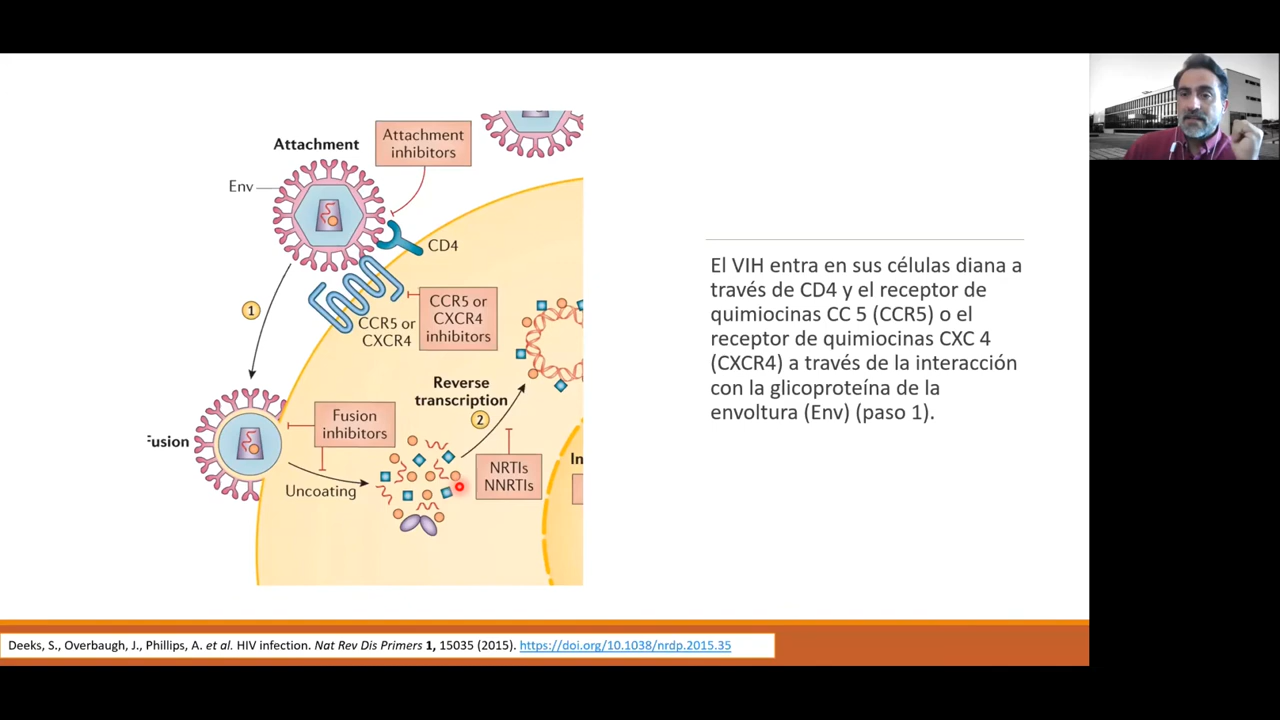 Attachment
Attachment
inhibitors
Env
CD4
1
CCR5 or
CXCR4
CCR5 or
CXCR4
inhibitors
Reverse
transcription
2
Fusion
Fusion
inhibitors
Uncoating
NRTIs
NNRTIs
In
El VIH entra en sus células diana a
través de CD4 y el receptor de
quimiocinas CC 5 (CCR5) o el
receptor de quimiocinas CXC 4
(CXCR4) a través de la interacción
con la glicoproteína de la
envoltura (Env) (paso 1).
Deeks, S., Overbaugh, J., Phillips, A. et al. HIV infection. Nat Rev Dis Primers 1, 15035 (2015). https://doi.org/10.1038/nrdp.2015.35